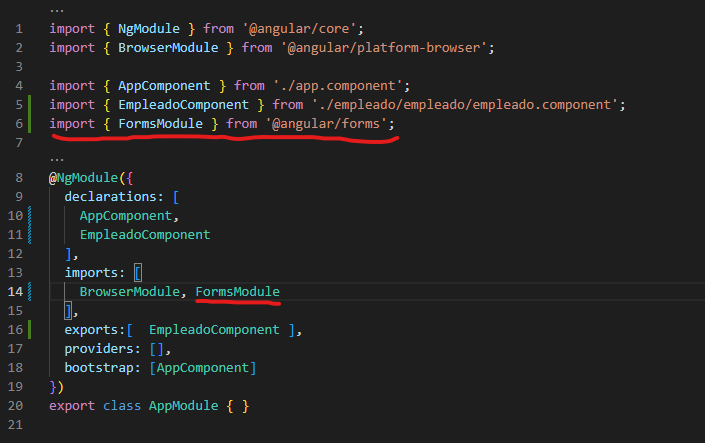 ...
1 import { NgModule } from '@angular/core';
2 import { BrowserModule } from '@angular/platform-browser';
3
4 import { AppComponent } from './app.component';
5 import { EmpleadoComponent } from './empleado/empleado/empleado.component';
6 import { FormsModule } from '@angular/forms';
7
...
8 @NgModule({
9   declarations: [
10     AppComponent,
11     EmpleadoComponent
12   ],
13   imports: [
14     BrowserModule, FormsModule
15   ],
16   exports:[  EmpleadoComponent ],
17   providers: [],
18   bootstrap: [AppComponent]
19 })
20 export class AppModule { }
21